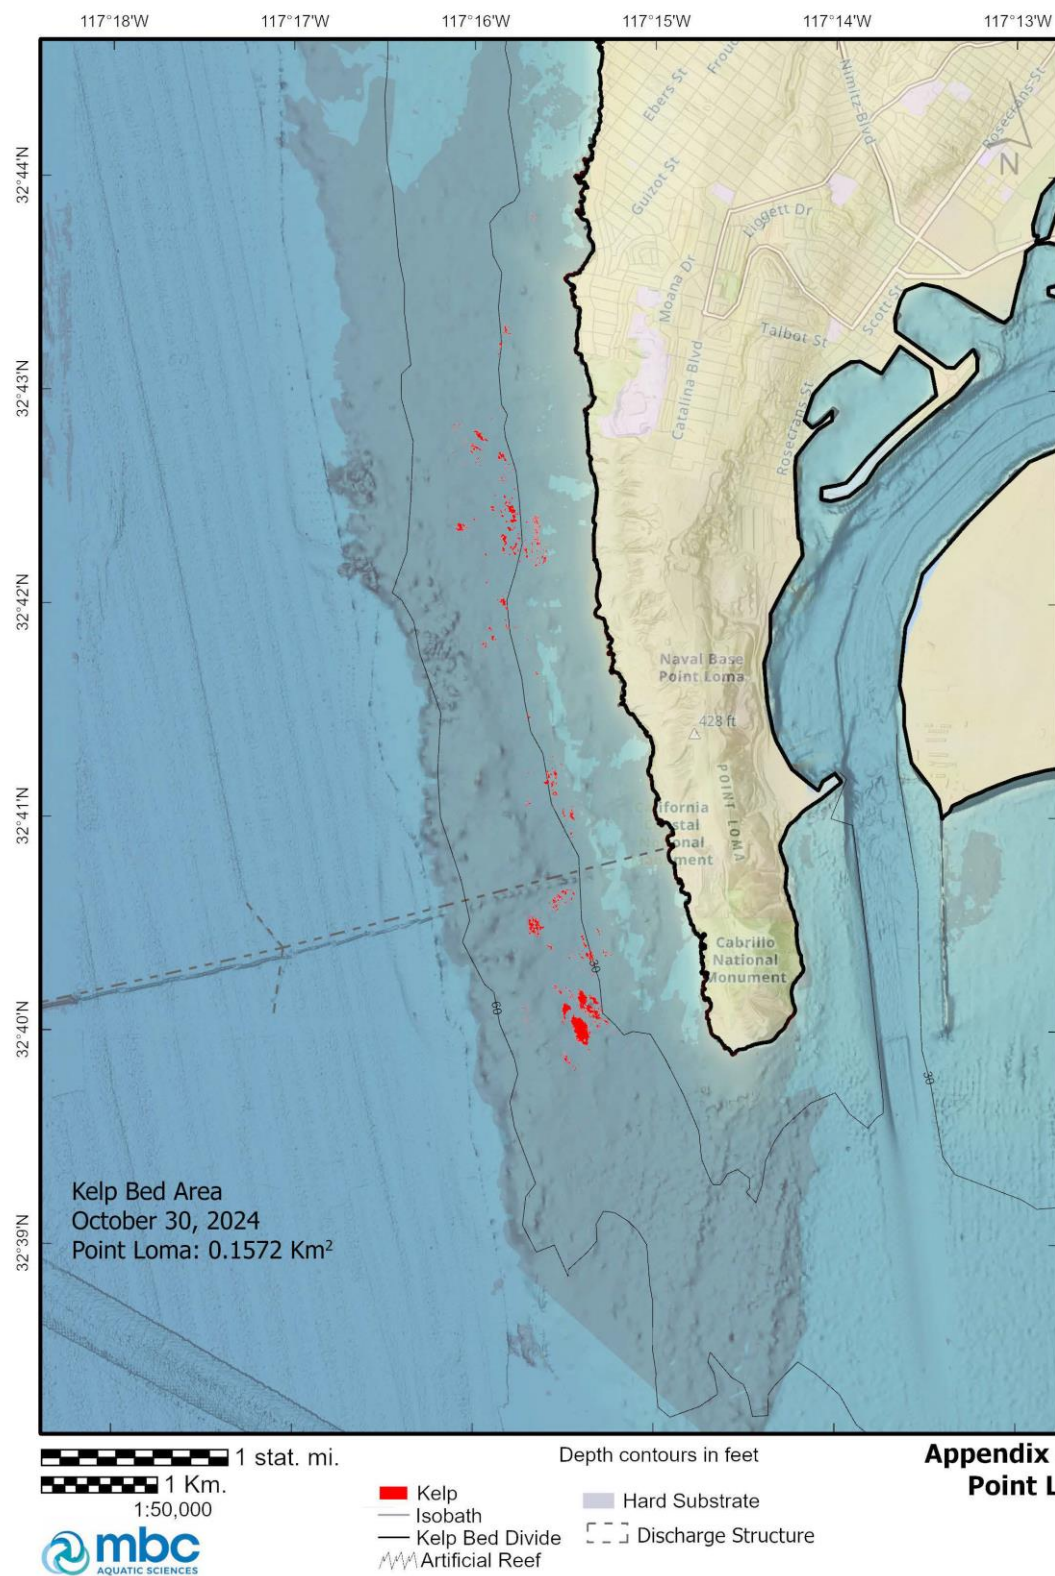 117°18'W 117°17'W 117°16'W 117°15'W 117°14'W 117°13'W
32°44'N
32°43'N
32°42'N
32°41'N
32°40'N
32°39'N
Ebers St
Frou
Nimitz-Blvd
Rosecrans-St
N
Guizot St
Liggett Dr
Moana Dr
Scott St
Talbot St
Catalina Blvd
Rosecrans St
Naval Base
Point Loma
428 ft
POINT LOMA
ifornia
stal
onal
ment
Cabrillo
National
Monument
30
60
30
Kelp Bed Area
October 30, 2024
Point Loma: 0.1572 Km²
1 stat. mi.
1 Km.
1:50,000
mbc
AQUATIC SCIENCES
Depth contours in feet
Kelp
Isobath
Kelp Bed Divide
Artificial Reef
Hard Substrate
Discharge Structure
Appendix
Point L